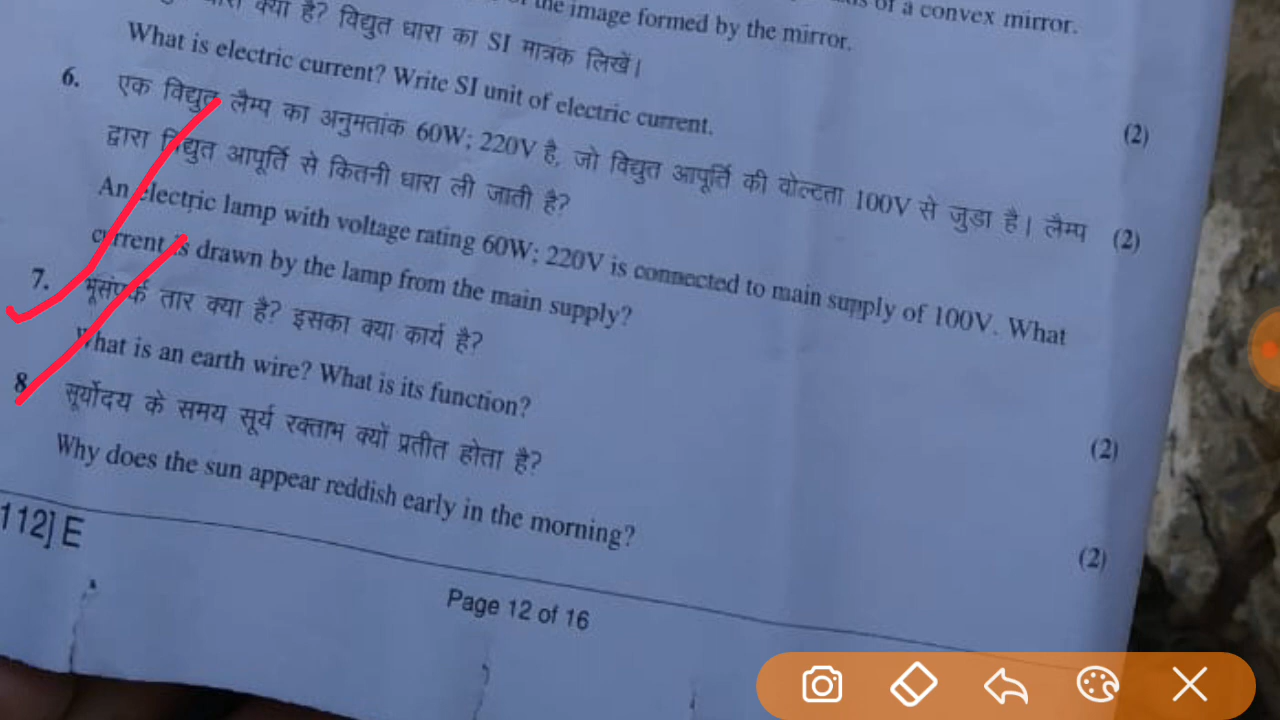 the image formed by the mirror.
of a convex mirror.
क्या है? विद्युत धारा का SI मात्रक लिखें।
What is electric current? Write SI unit of electric current.
(2)
6. एक विद्युत लैम्प का अनुमतांक 60W; 220V है, जो विद्युत आपूर्ति की वोल्टता 100V से जुडा है। लैम्प
द्वारा विद्युत आपूर्ति से कितनी धारा ली जाती है?
(2)
An electric lamp with voltage rating 60W; 220V is connected to main supply of 100V. What
current is drawn by the lamp from the main supply?
7. भूसंपर्क तार क्या है? इसका क्या कार्य है?
What is an earth wire? What is its function?
(2)
8 सूर्योदय के समय सूर्य रक्ताभ क्यों प्रतीत होता है?
Why does the sun appear reddish early in the morning?
(2)
112] E
Page 12 of 16